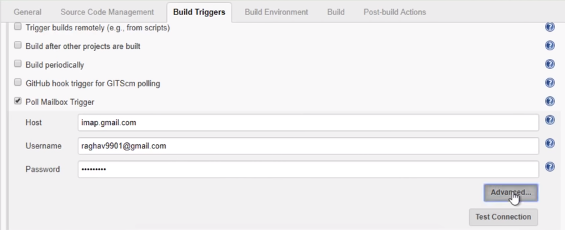 General Source Code Management Build Triggers Build Environment Build Post-build Actions
Trigger builds remotely (e.g., from scripts)
Build after other projects are built
Build periodically
GitHub hook trigger for GITScm polling
Poll Mailbox Trigger
Host imap.gmail.com
Username raghav9901@gmail.com
Password •••••••••
Advanced...
Test Connection